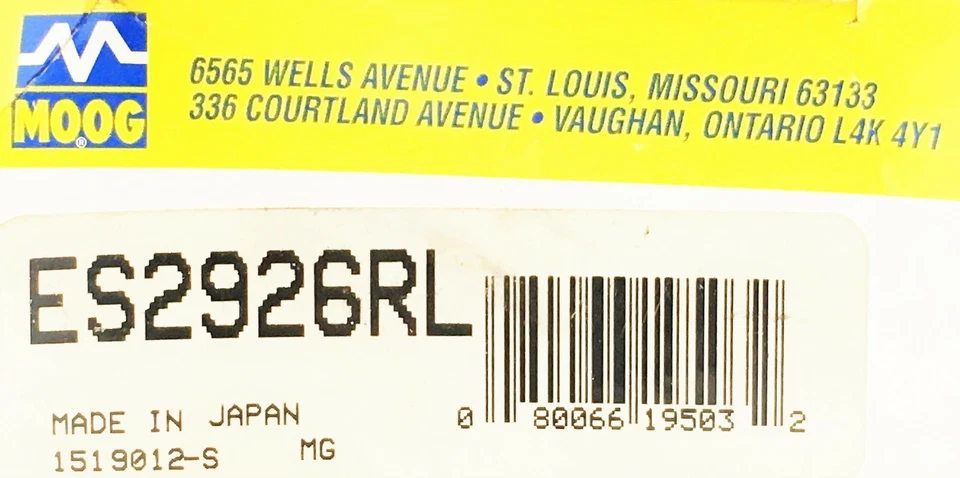 MOOG®
6565 WELLS AVENUE • ST. LOUIS, MISSOURI 63133
336 COURTLAND AVENUE • VAUGHAN, ONTARIO L4K 4Y1
ES2926RL
0 80066 19503 2
MADE IN JAPAN
1519012-S MG